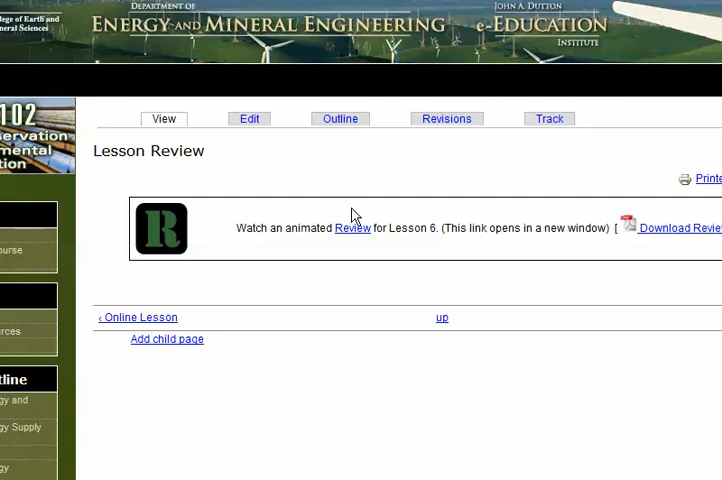 DEPARTMENT OF
ENERGY AND MINERAL ENGINEERING
JOHN A. DUTTON
e-EDUCATION
INSTITUTE
ege of Earth and
neral Sciences
102
servation
mental
tion
View
Edit
Outline
Revisions
Track
Lesson Review
Printe
R
Watch an animated Review for Lesson 6. (This link opens in a new window) [ Download Revie
‹ Online Lesson
up
Add child page
ourse
rces
tline
gy and
gy Supply
gy